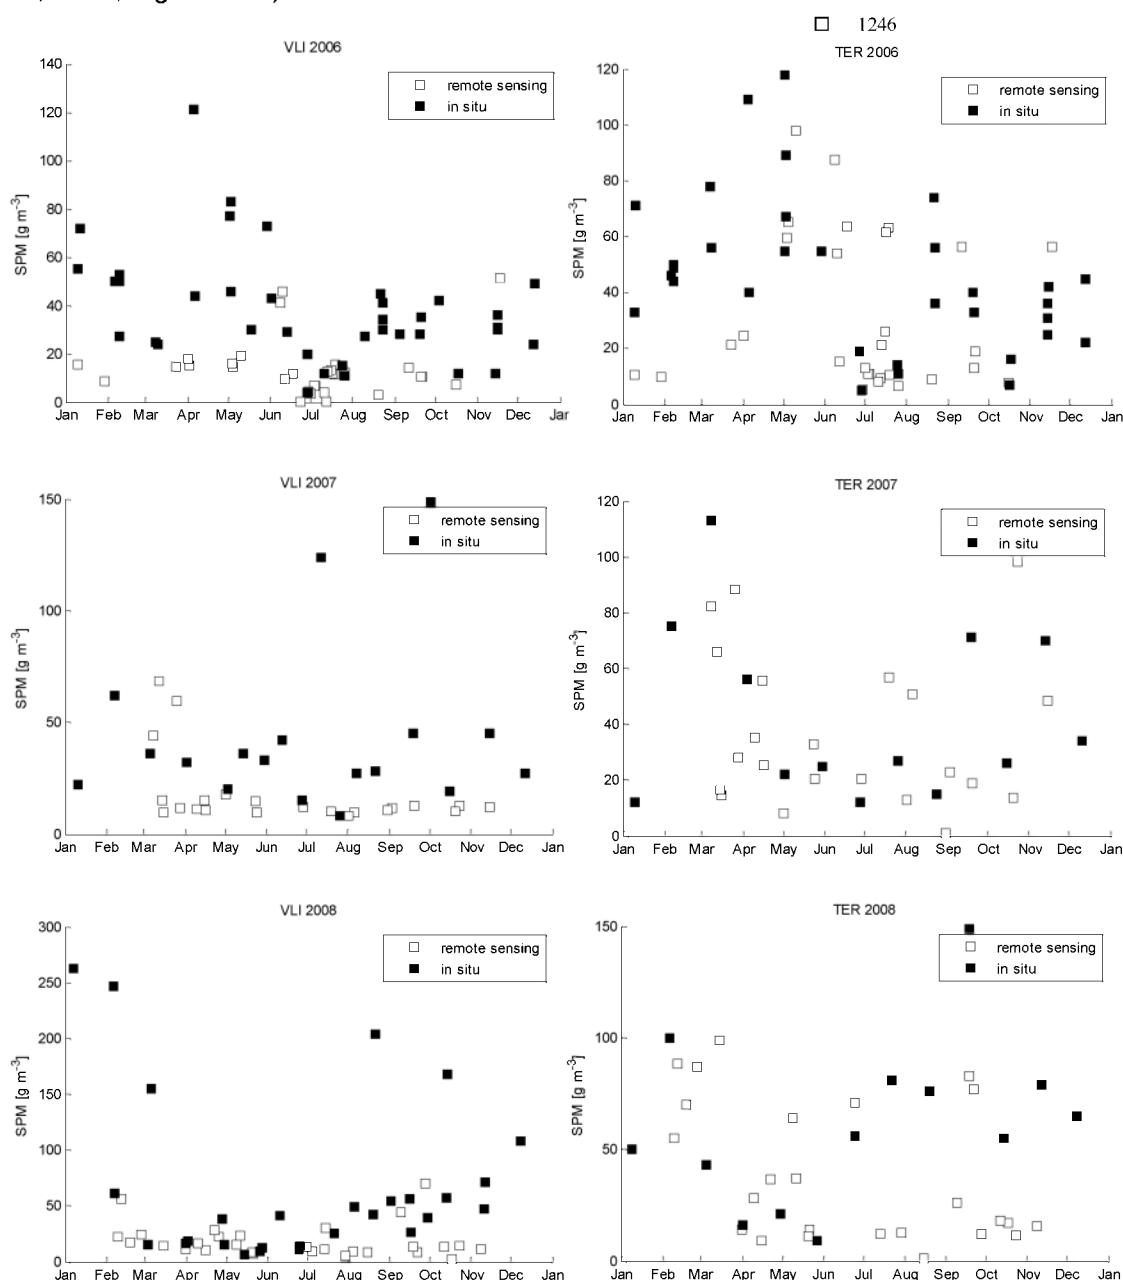 □ 1246
VLI 2006
TER 2006
140
120
100
80
60
40
20
0
SPM [g m⁻³]
□ remote sensing
■ in situ
Jan Feb Mar Apr May Jun Jul Aug Sep Oct Nov Dec Jan
120
100
80
60
40
20
0
SPM [g m⁻³]
□ remote sensing
■ in situ
Jan Feb Mar Apr May Jun Jul Aug Sep Oct Nov Dec Jan
VLI 2007
TER 2007
150
100
50
0
SPM [g m⁻³]
□ remote sensing
■ in situ
Jan Feb Mar Apr May Jun Jul Aug Sep Oct Nov Dec Jan
120
100
80
60
40
20
0
SPM [g m⁻³]
□ remote sensing
■ in situ
Jan Feb Mar Apr May Jun Jul Aug Sep Oct Nov Dec Jan
VLI 2008
TER 2008
300
250
200
150
100
50
0
SPM [g m⁻³]
□ remote sensing
■ in situ
Jan Feb Mar Apr May Jun Jul Aug Sep Oct Nov Dec Jan
150
100
50
0
SPM [g m⁻³]
□ remote sensing
■ in situ
Jan Feb Mar Apr May Jun Jul Aug Sep Oct Nov Dec Jan